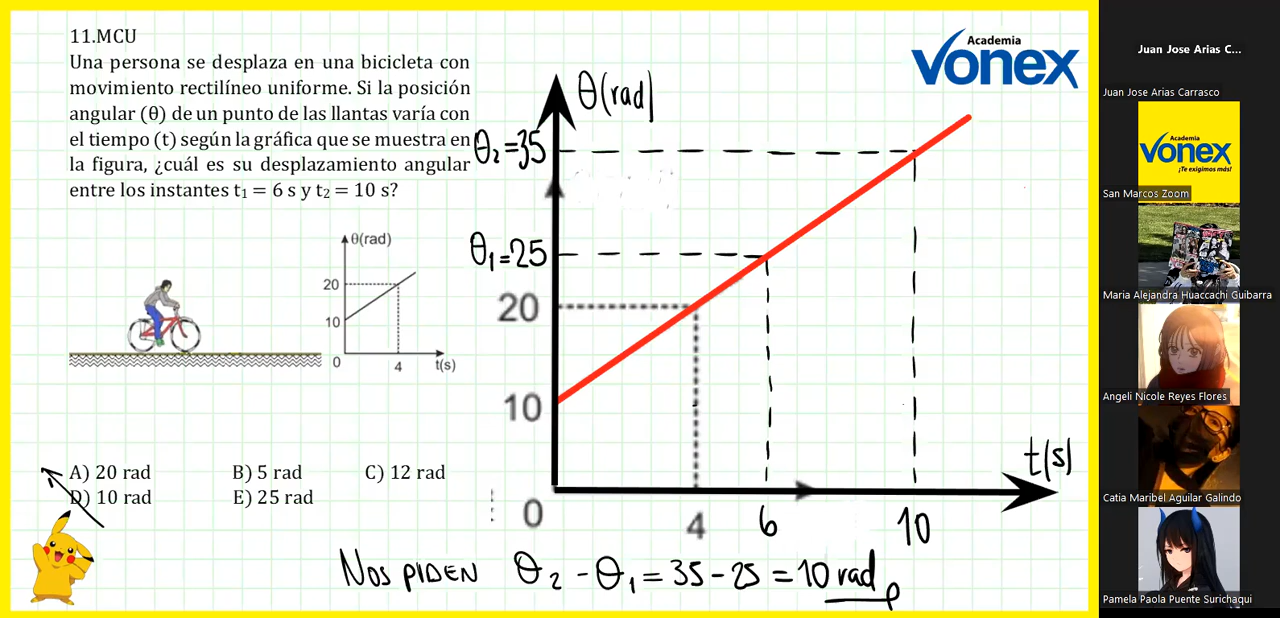 11.MCU
Una persona se desplaza en una bicicleta con
movimiento rectilíneo uniforme. Si la posición
angular (θ) de un punto de las llantas varía con
el tiempo (t) según la gráfica que se muestra en
la figura, ¿cuál es su desplazamiento angular
entre los instantes t₁ = 6 s y t₂ = 10 s?
θ(rad)
20
10
0
4
t(s)
A) 20 rad B) 5 rad C) 12 rad
D) 10 rad E) 25 rad
Academia
Vonex
θ(rad)
θ₂=35
θ₁=25
20
10
0
4
6
10
t(s)
Nos PIDEN θ₂ - θ₁ = 35 - 25 = 10 rad
Juan Jose Arias C...
Juan Jose Arias Carrasco
Academia
Vonex
¡Te exigimos más!
San Marcos Zoom
Maria Alejandra Huaccachi Guibarra
Angeli Nicole Reyes Flores
Catia Maribel Aguilar Galindo
Pamela Paola Puente Surichaqui